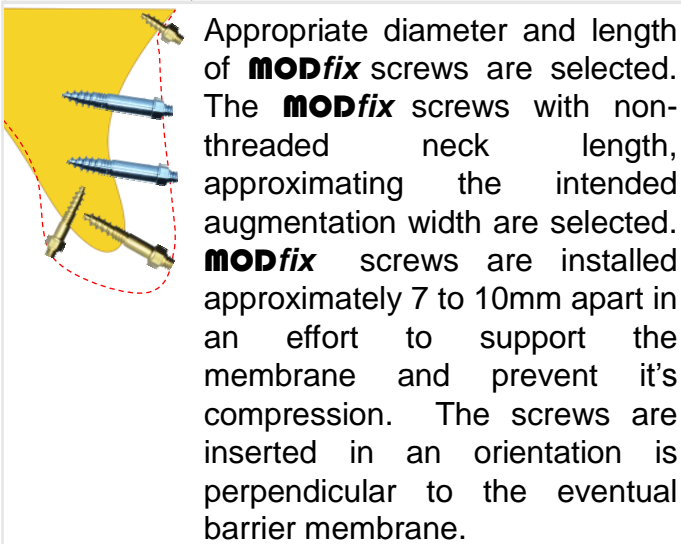 Appropriate diameter and length
of MODfix screws are selected.
The MODfix screws with non-
threaded neck length,
approximating the intended
augmentation width are selected.
MODfix screws are installed
approximately 7 to 10mm apart in
an effort to support the
membrane and prevent it's
compression. The screws are
inserted in an orientation is
perpendicular to the eventual
barrier membrane.